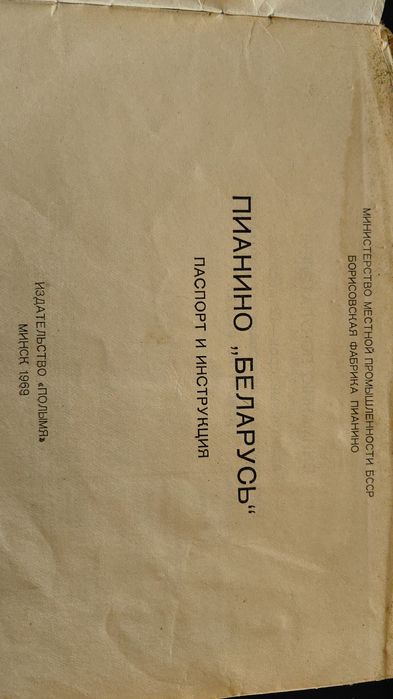 МИНИСТЕРСТВО МЕСТНОЙ ПРОМЫШЛЕННОСТИ БССР
БОРИСОВСКАЯ ФАБРИКА ПИАНИНО
ПИАНИНО „БЕЛАРУСЬ“
ПАСПОРТ И ИНСТРУКЦИЯ
ИЗДАТЕЛЬСТВО «ПОЛЫМЯ»
МИНСК 1969